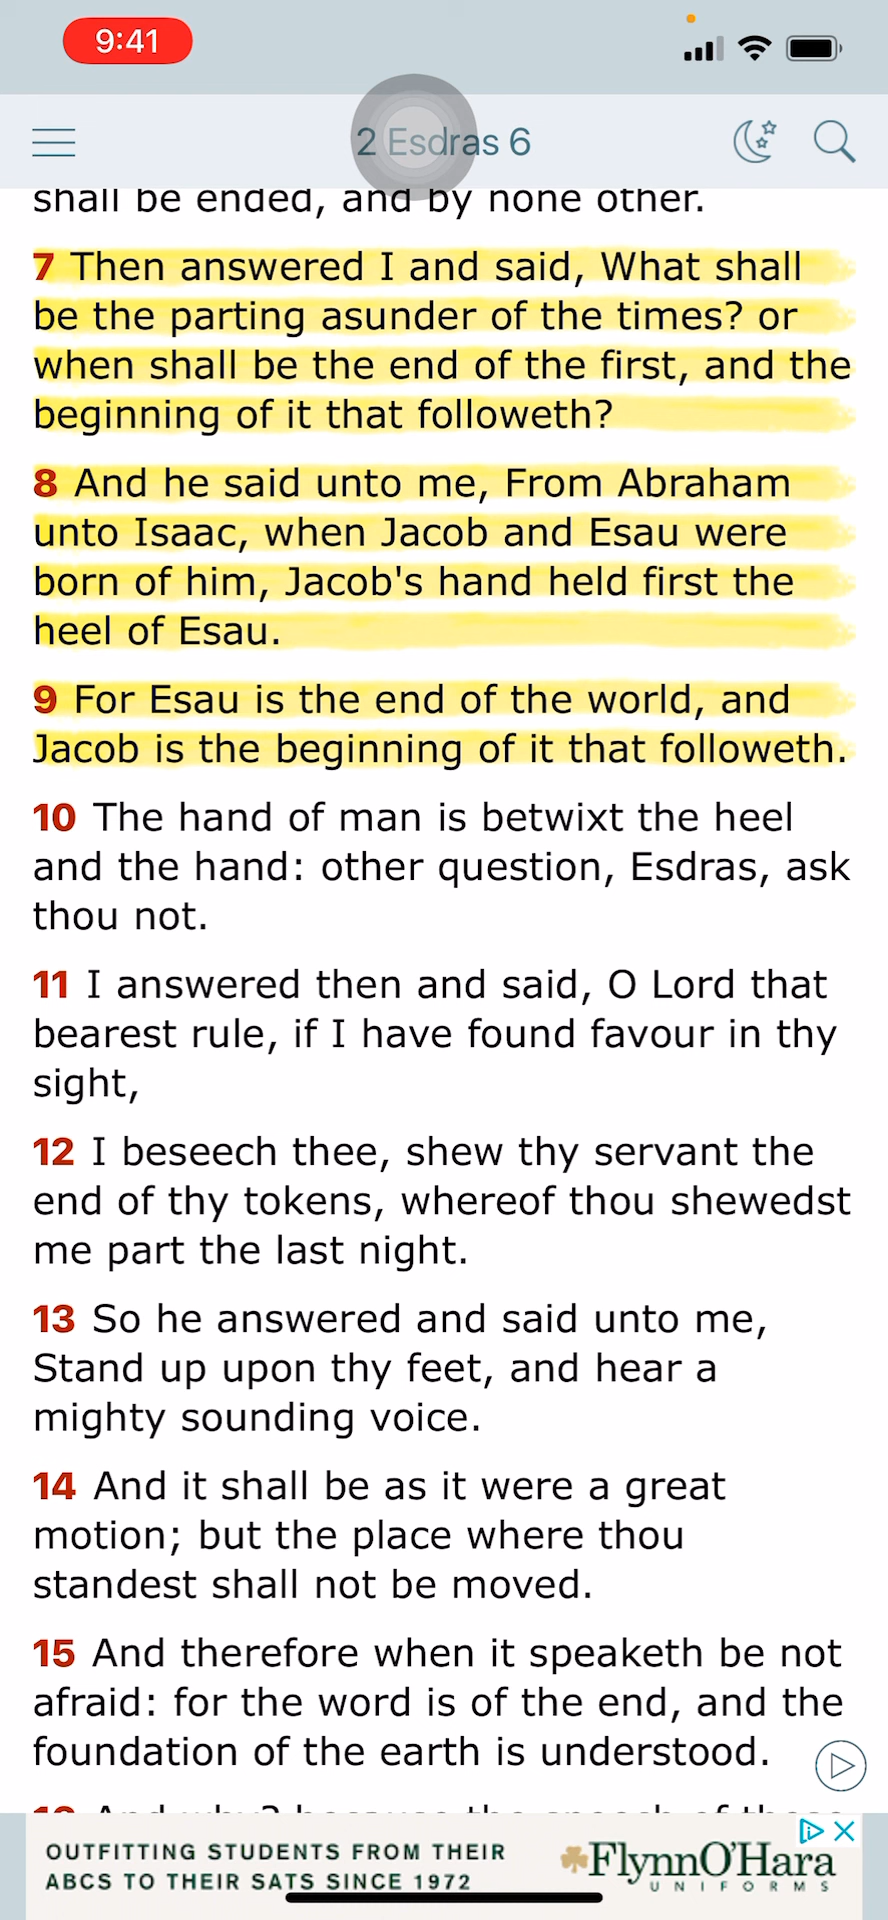 9:41
2 Esdras 6
shall be ended, and by none other.
7 Then answered I and said, What shall
be the parting asunder of the times? or
when shall be the end of the first, and the
beginning of it that followeth?
8 And he said unto me, From Abraham
unto Isaac, when Jacob and Esau were
born of him, Jacob's hand held first the
heel of Esau.
9 For Esau is the end of the world, and
Jacob is the beginning of it that followeth.
10 The hand of man is betwixt the heel
and the hand: other question, Esdras, ask
thou not.
11 I answered then and said, O Lord that
bearest rule, if I have found favour in thy
sight,
12 I beseech thee, shew thy servant the
end of thy tokens, whereof thou shewedst
me part the last night.
13 So he answered and said unto me,
Stand up upon thy feet, and hear a
mighty sounding voice.
14 And it shall be as it were a great
motion; but the place where thou
standest shall not be moved.
15 And therefore when it speaketh be not
afraid: for the word is of the end, and the
foundation of the earth is understood.
And why? because the speech of these
OUTFITTING STUDENTS FROM THEIR
ABCS TO THEIR SATS SINCE 1972
FlynnO'Hara
UNIFORMS